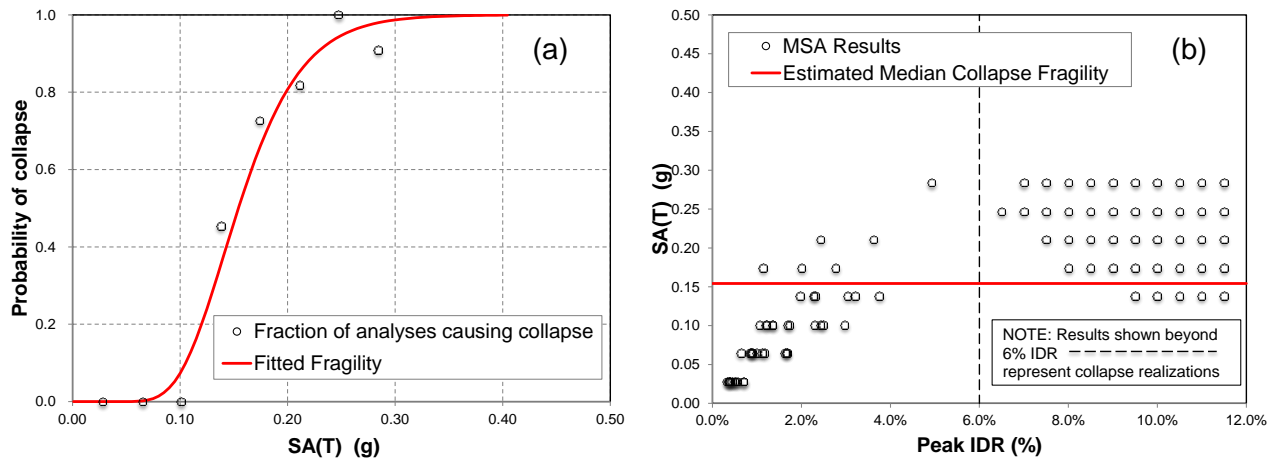 (a)
Probability of collapse
1.0
0.8
0.6
0.4
0.2
0.0
Fraction of analyses causing collapse
Fitted Fragility
0.00 0.10 0.20 0.30 0.40 0.50
SA(T) (g)
(b)
SA(T) (g)
0.50
0.45
0.40
0.35
0.30
0.25
0.20
0.15
0.10
0.05
0.00
MSA Results
Estimated Median Collapse Fragility
NOTE: Results shown beyond
6% IDR
represent collapse realizations
0.0% 2.0% 4.0% 6.0% 8.0% 10.0% 12.0%
Peak IDR (%)